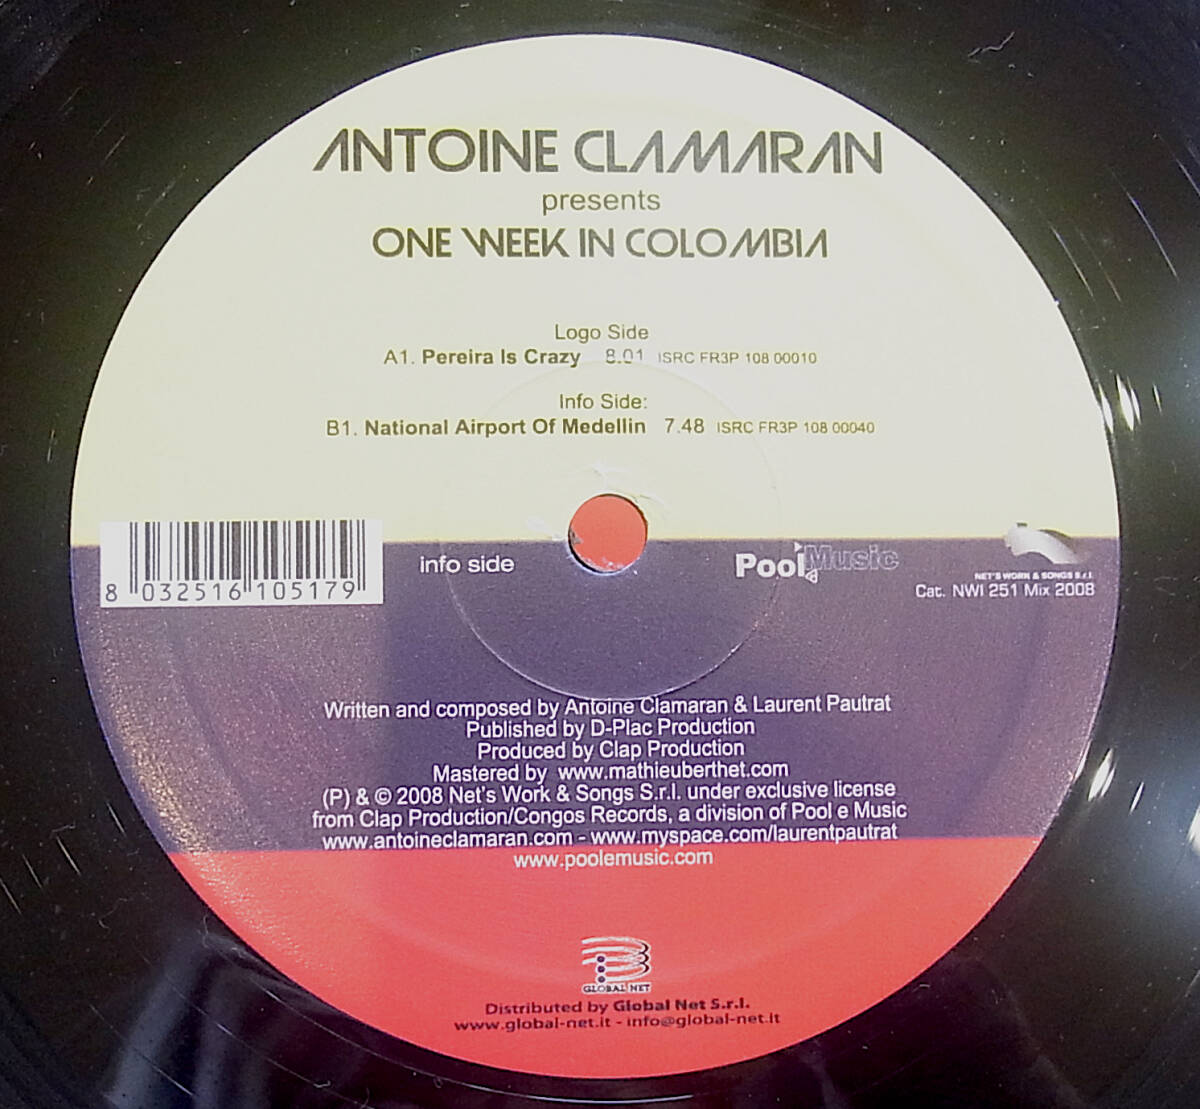 ANTOINE CLAMARAN
presents
ONE WEEK IN COLOMBIA
Logo Side
A1. Pereira Is Crazy 8.01 ISRC FR3P 108 00010
Info Side:
B1. National Airport Of Medellin 7.48 ISRC FR3P 108 00040
8 032516 105179
info side
Pool e Music
NET'S WORK & SONGS S.r.l.
Cat. NWI 251 Mix 2008
Written and composed by Antoine Clamaran & Laurent Pautrat
Published by D-Plac Production
Produced by Clap Production
Mastered by www.mathieuberthet.com
(P) & © 2008 Net's Work & Songs S.r.l. under exclusive license
from Clap Production/Congos Records, a division of Pool e Music
www.antoineclamaran.com - www.myspace.com/laurentpautrat
www.poolemusic.com
GLOBAL NET
Distributed by Global Net S.r.l.
www.global-net.it - info@global-net.it